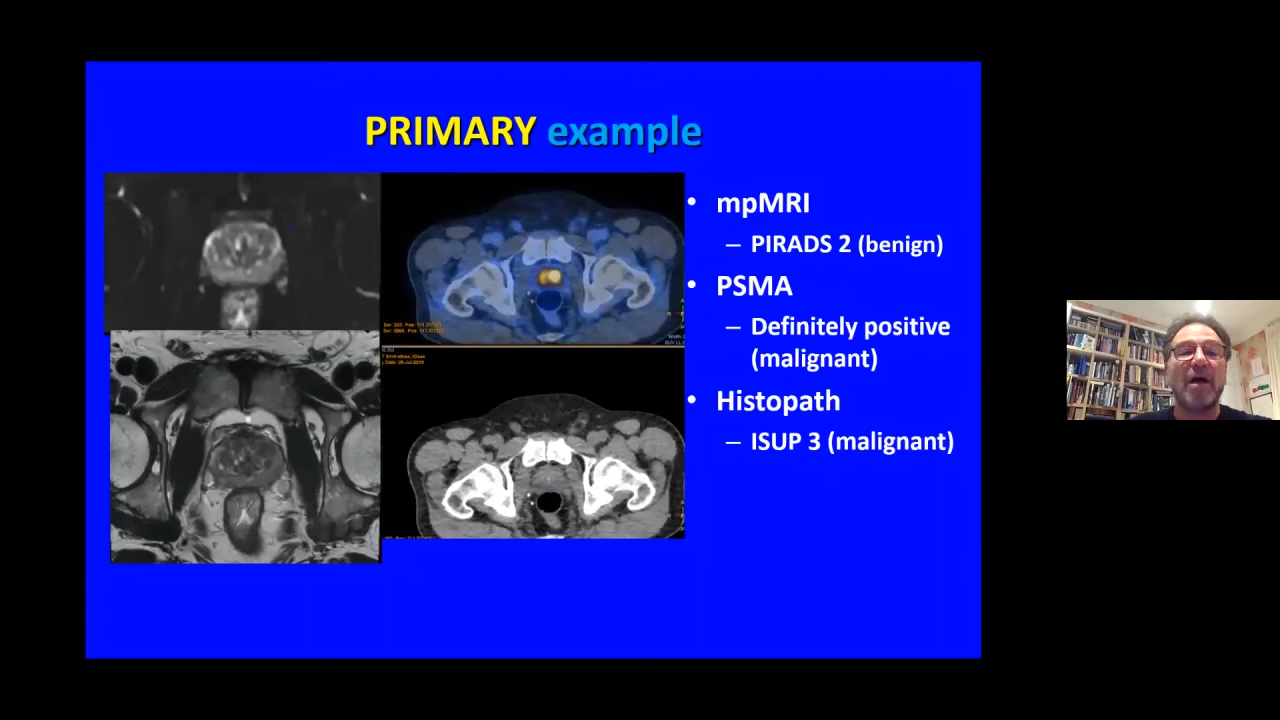 PRIMARY example
• mpMRI
– PIRADS 2 (benign)
• PSMA
– Definitely positive
(malignant)
• Histopath
– ISUP 3 (malignant)